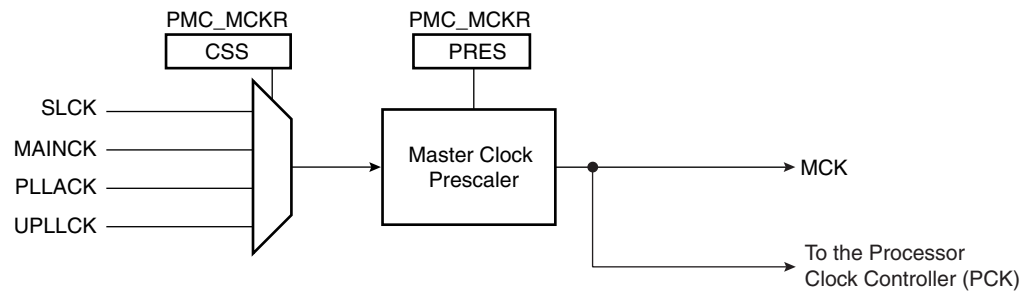 PMC_MCKR
PMC_MCKR
CSS
PRES
SLCK
MAINCK
PLLACK
UPLLCK
Master Clock
Prescaler
MCK
To the Processor
Clock Controller (PCK)